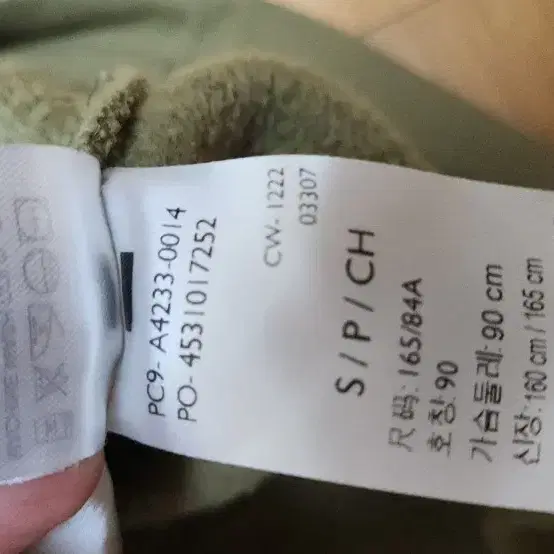 PC9- A4233-0014
PO- 4531017252
CW- 1222
03307
S / P / CH
尺码: 165/84A
호칭: 90
가슴둘레: 90 cm
신장: 160 cm / 165 cm